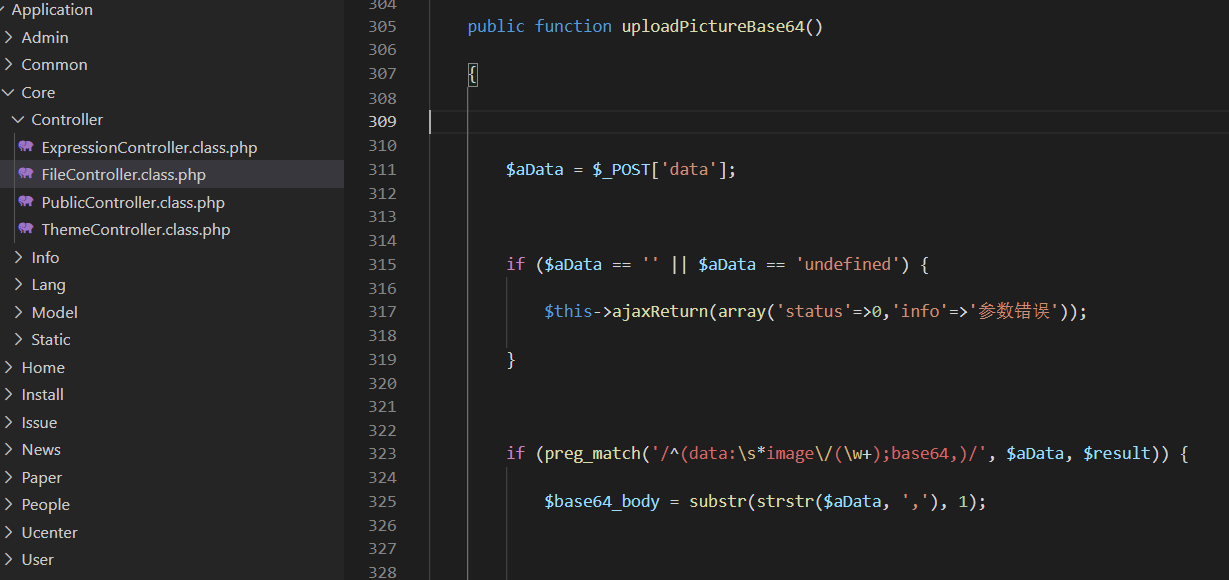 Application
Admin
Common
Core
Controller
ExpressionController.class.php
FileController.class.php
PublicController.class.php
ThemeController.class.php
Info
Lang
Model
Static
Home
Install
Issue
News
Paper
People
Ucenter
User
304
305 public function uploadPictureBase64()
306
307 {
308
309
310
311 $aData = $_POST['data'];
312
313
314
315 if ($aData == '' || $aData == 'undefined') {
316
317 $this->ajaxReturn(array('status'=>0,'info'=>'参数错误'));
318
319 }
320
321
322
323 if (preg_match('/^(data:\s*image\/(\w+);base64,)/', $aData, $result)) {
324
325 $base64_body = substr(strstr($aData, ','), 1);
326
327
328